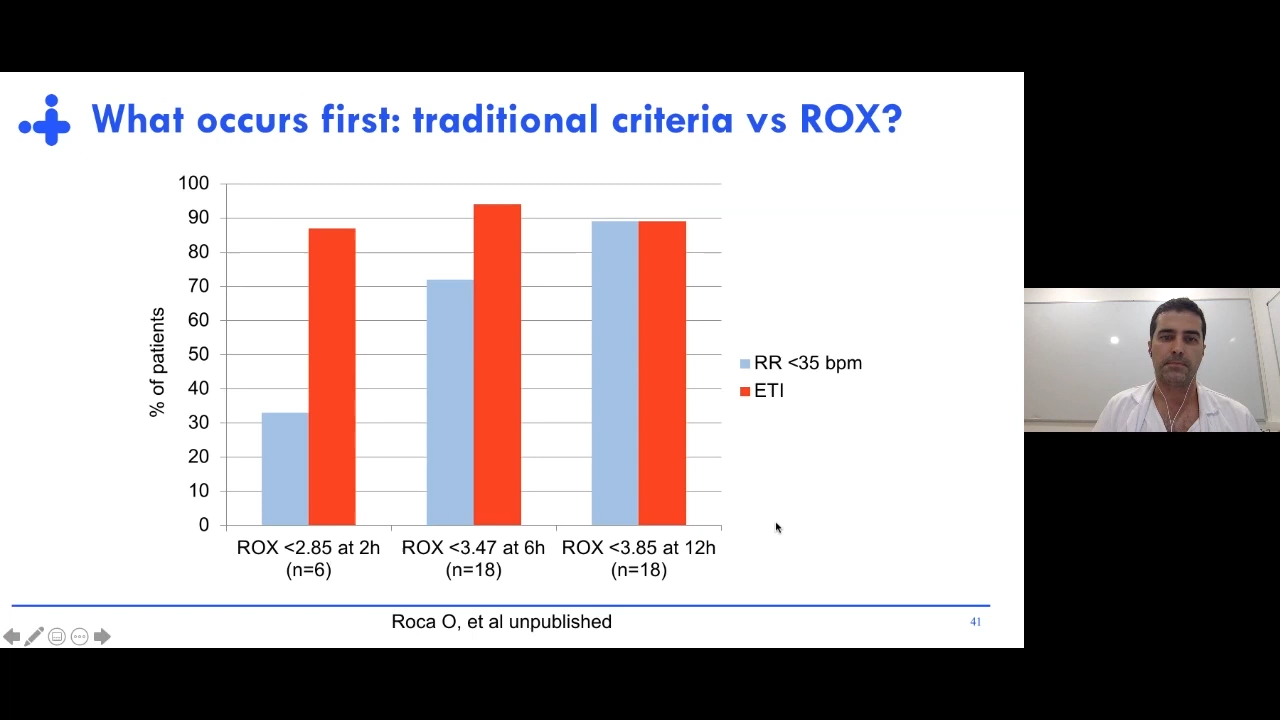 What occurs first: traditional criteria vs ROX?
100
90
80
70
60
50
40
30
20
10
0
% of patients
RR <35 bpm
ETI
ROX <2.85 at 2h
(n=6)
ROX <3.47 at 6h
(n=18)
ROX <3.85 at 12h
(n=18)
Roca O, et al unpublished
41